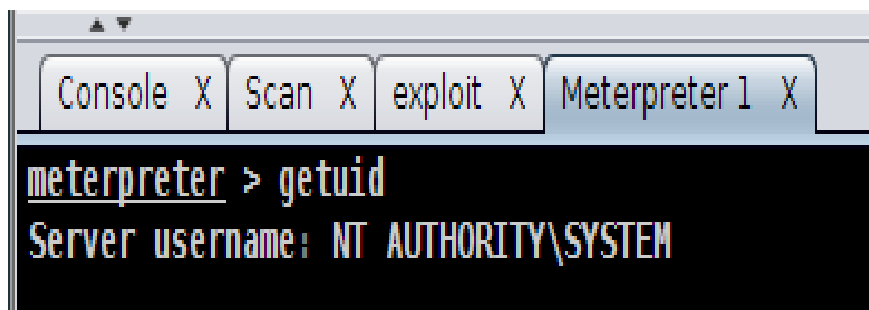 Console X Scan X exploit X Meterpreter 1 X
meterpreter > getuid
Server username: NT AUTHORITY\SYSTEM